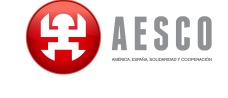 AESCO
AMÉRICA, ESPAÑA, SOLIDARIDAD Y COOPERACIÓN